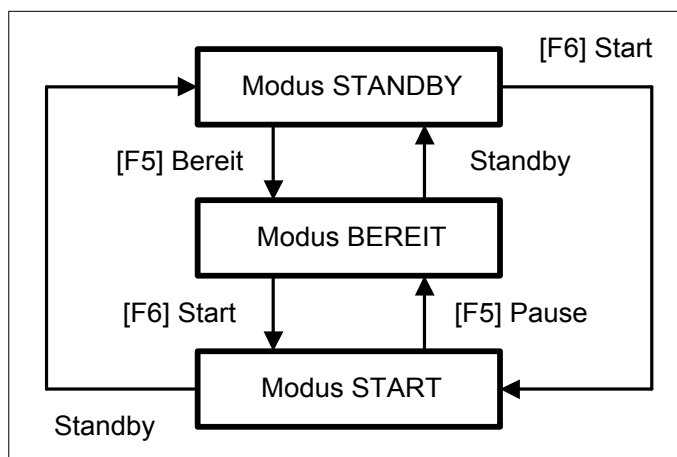 [F6] Start
Modus STANDBY
[F5] Bereit
Standby
Modus BEREIT
[F6] Start
[F5] Pause
Modus START
Standby